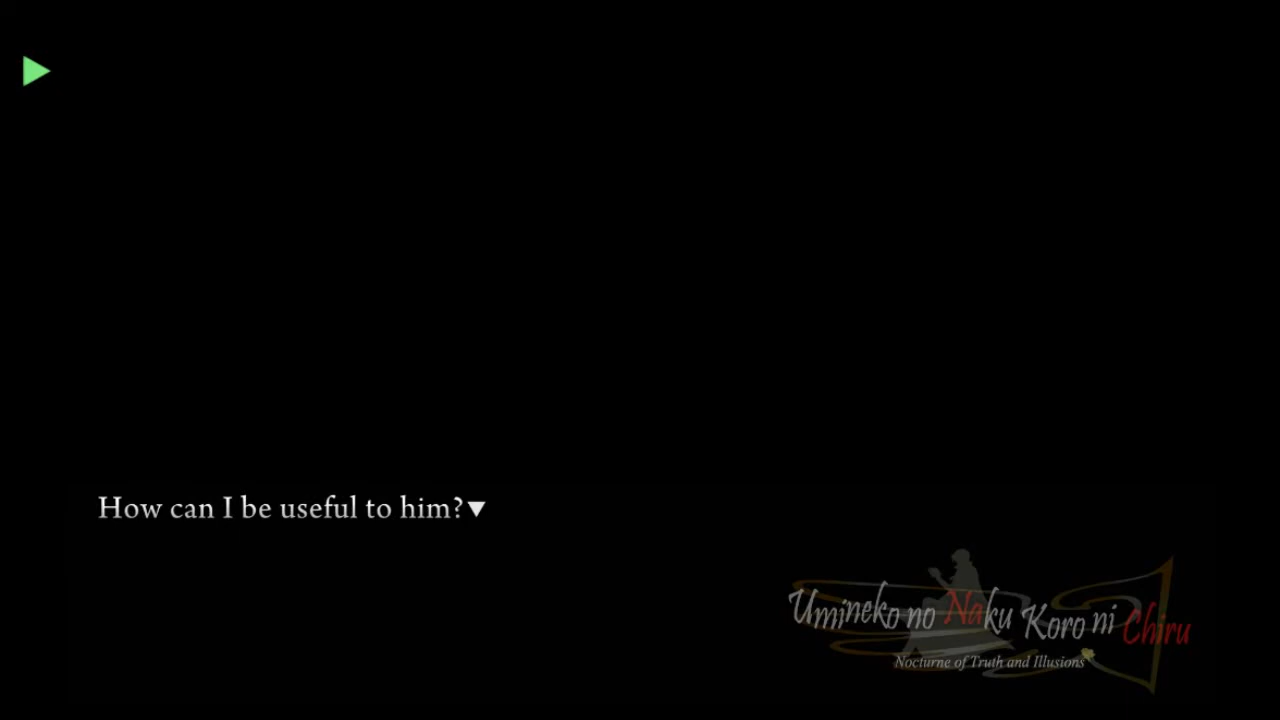 How can I be useful to him?
Umineko no Naku Koro ni Chiru
Nocturne of Truth and Illusions